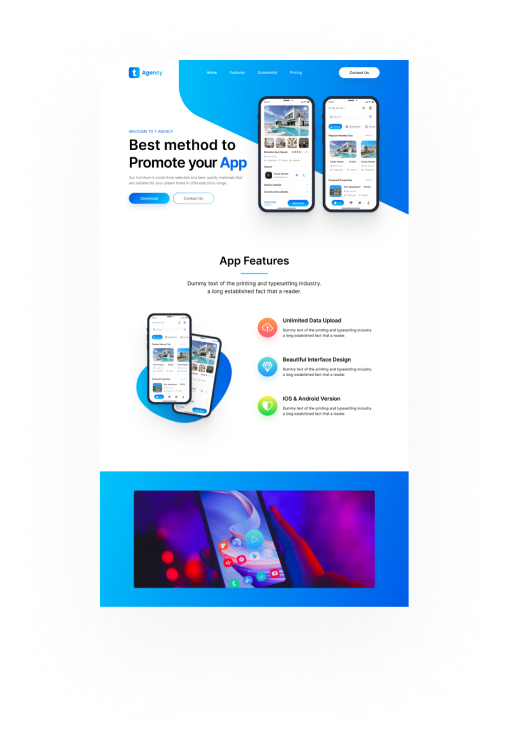 t Agency
Home Features Screenshot Pricing
Contact Us
WELCOME TO T-AGENCY
Best method to
Promote your App
Our furniture is made from selected and best quality materials that
are suitable for your dream home in offerable price range.
Download Contact Us
App Features
Dummy text of the printing and typesetting industry.
a long established fact that a reader.
Unlimited Data Upload
Dummy text of the printing and typesetting industry
a long established fact that a reader.
Beautiful Interface Design
Dummy text of the printing and typesetting industry
a long established fact that a reader.
IOS & Android Version
Dummy text of the printing and typesetting industry
a long established fact that a reader.